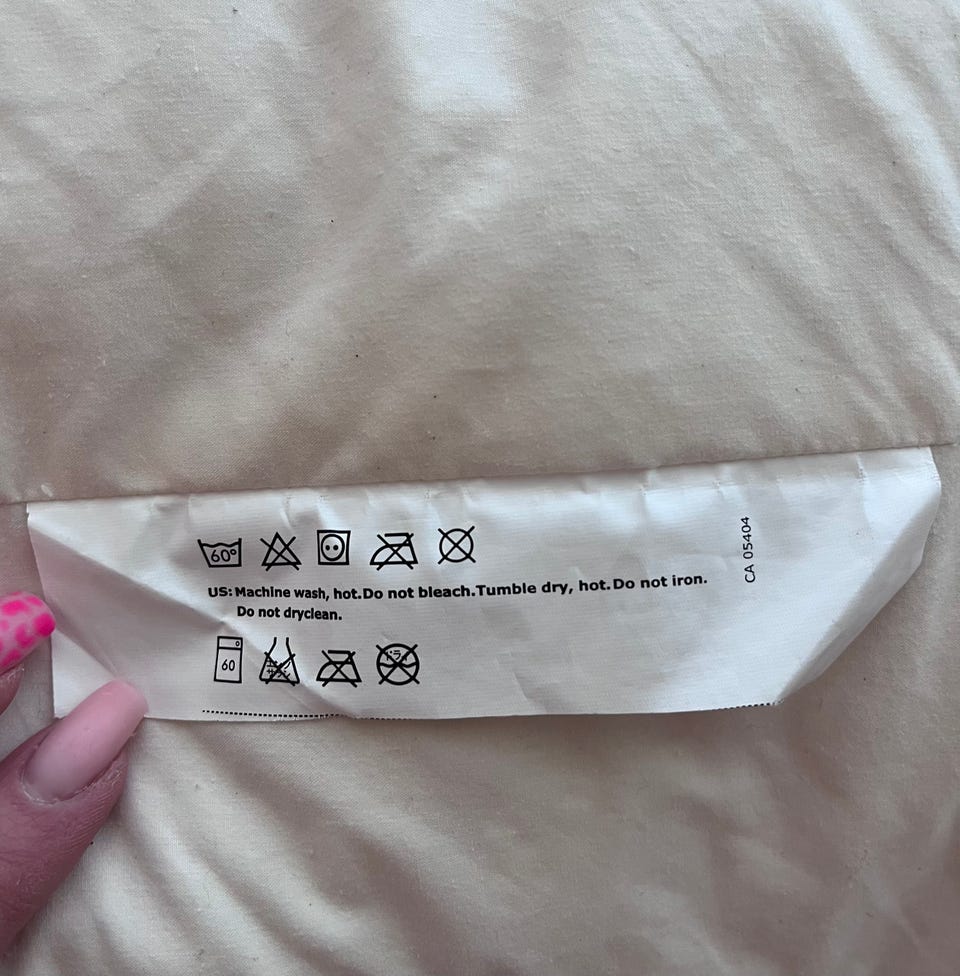 60°
US: Machine wash, hot. Do not bleach. Tumble dry, hot. Do not iron.
Do not dryclean.
60
CA 05404